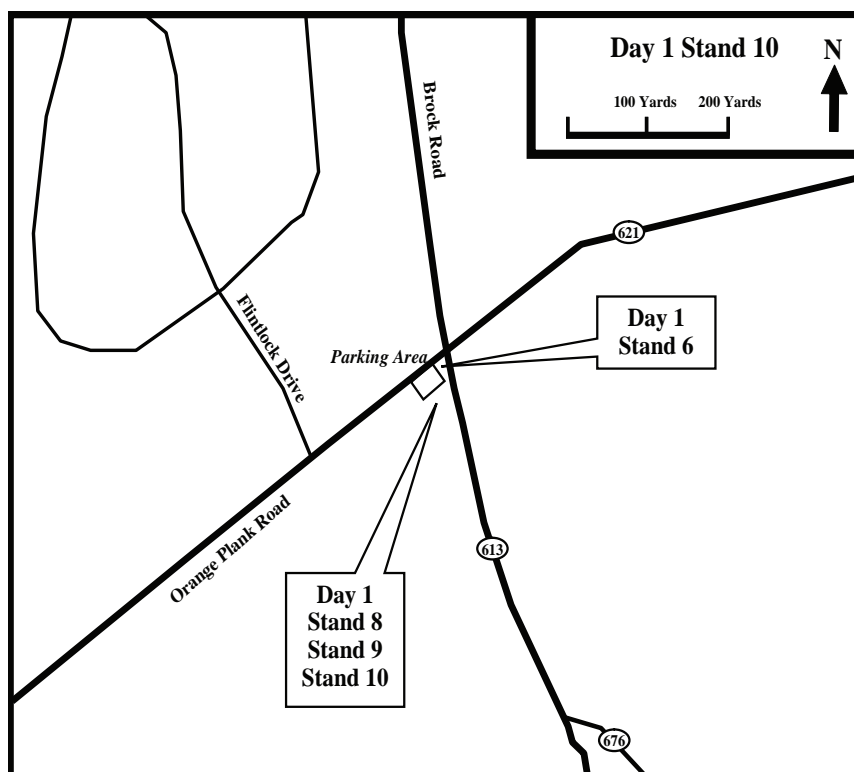 Day 1 Stand 10
N
100 Yards 200 Yards
Brock Road
621
Flintlock Drive
Day 1
Stand 6
Parking Area
Orange Plank Road
613
Day 1
Stand 8
Stand 9
Stand 10
676